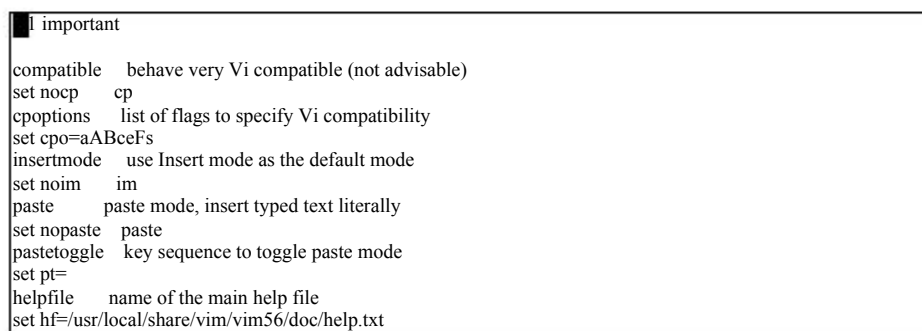 1 important
compatible behave very Vi compatible (not advisable)
set nocp cp
cpoptions list of flags to specify Vi compatibility
set cpo=aABceFs
insertmode use Insert mode as the default mode
set noim im
paste paste mode, insert typed text literally
set nopaste paste
pastetoggle key sequence to toggle paste mode
set pt=
helpfile name of the main help file
set hf=/usr/local/share/vim/vim56/doc/help.txt